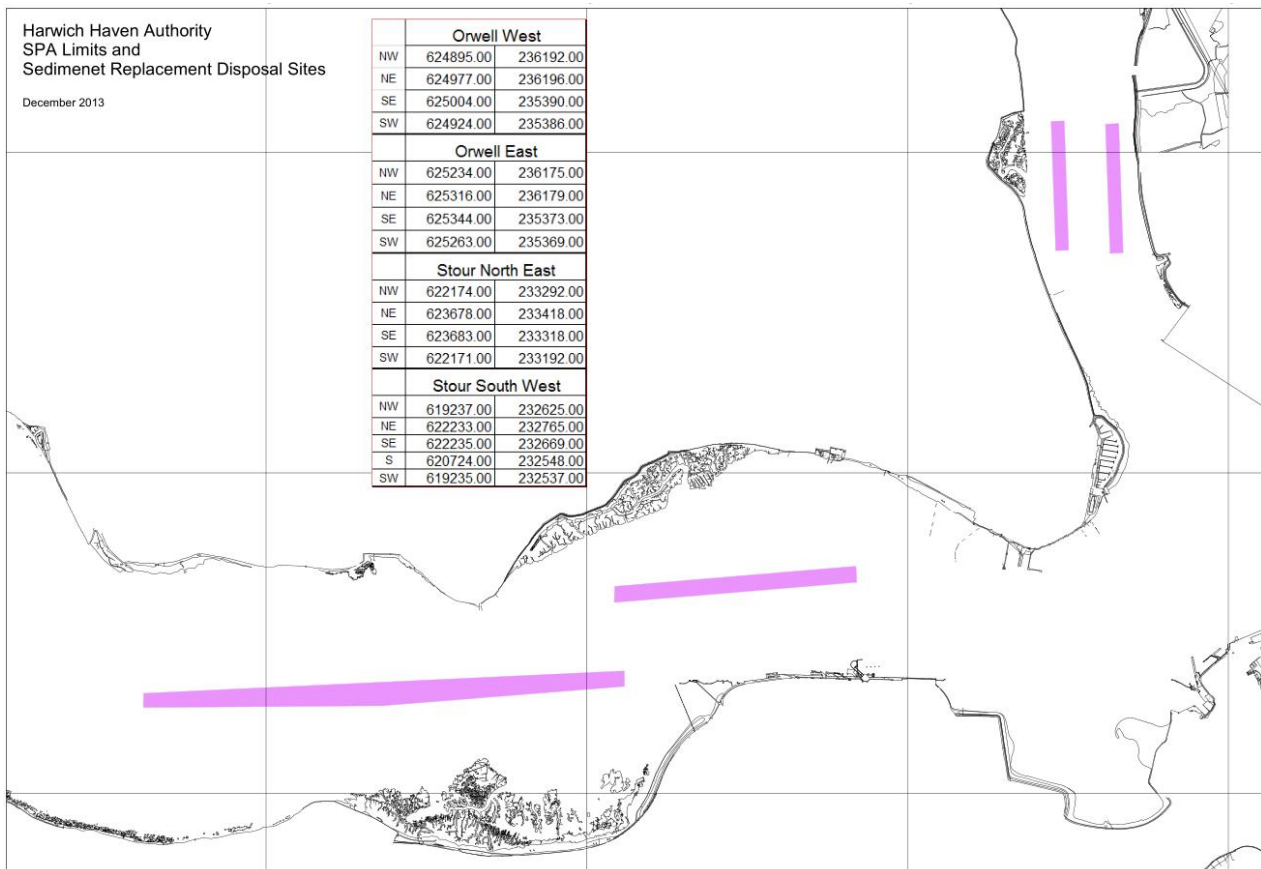 Harwich Haven Authority
SPA Limits and
Sedimenet Replacement Disposal Sites
December 2013
Orwell West
NW 624895.00 236192.00
NE 624977.00 236196.00
SE 625004.00 235390.00
SW 624924.00 235386.00
Orwell East
NW 625234.00 236175.00
NE 625316.00 236179.00
SE 625344.00 235373.00
SW 625263.00 235369.00
Stour North East
NW 622174.00 233292.00
NE 623678.00 233418.00
SE 623683.00 233318.00
SW 622171.00 233192.00
Stour South West
NW 619237.00 232625.00
NE 622233.00 232765.00
SE 622235.00 232669.00
S 620724.00 232548.00
SW 619235.00 232537.00